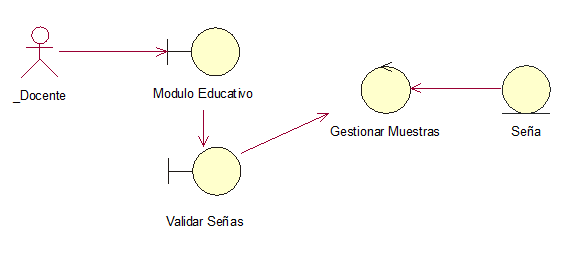 _Docente
Modulo Educativo
Gestionar Muestras
Seña
Validar Señas